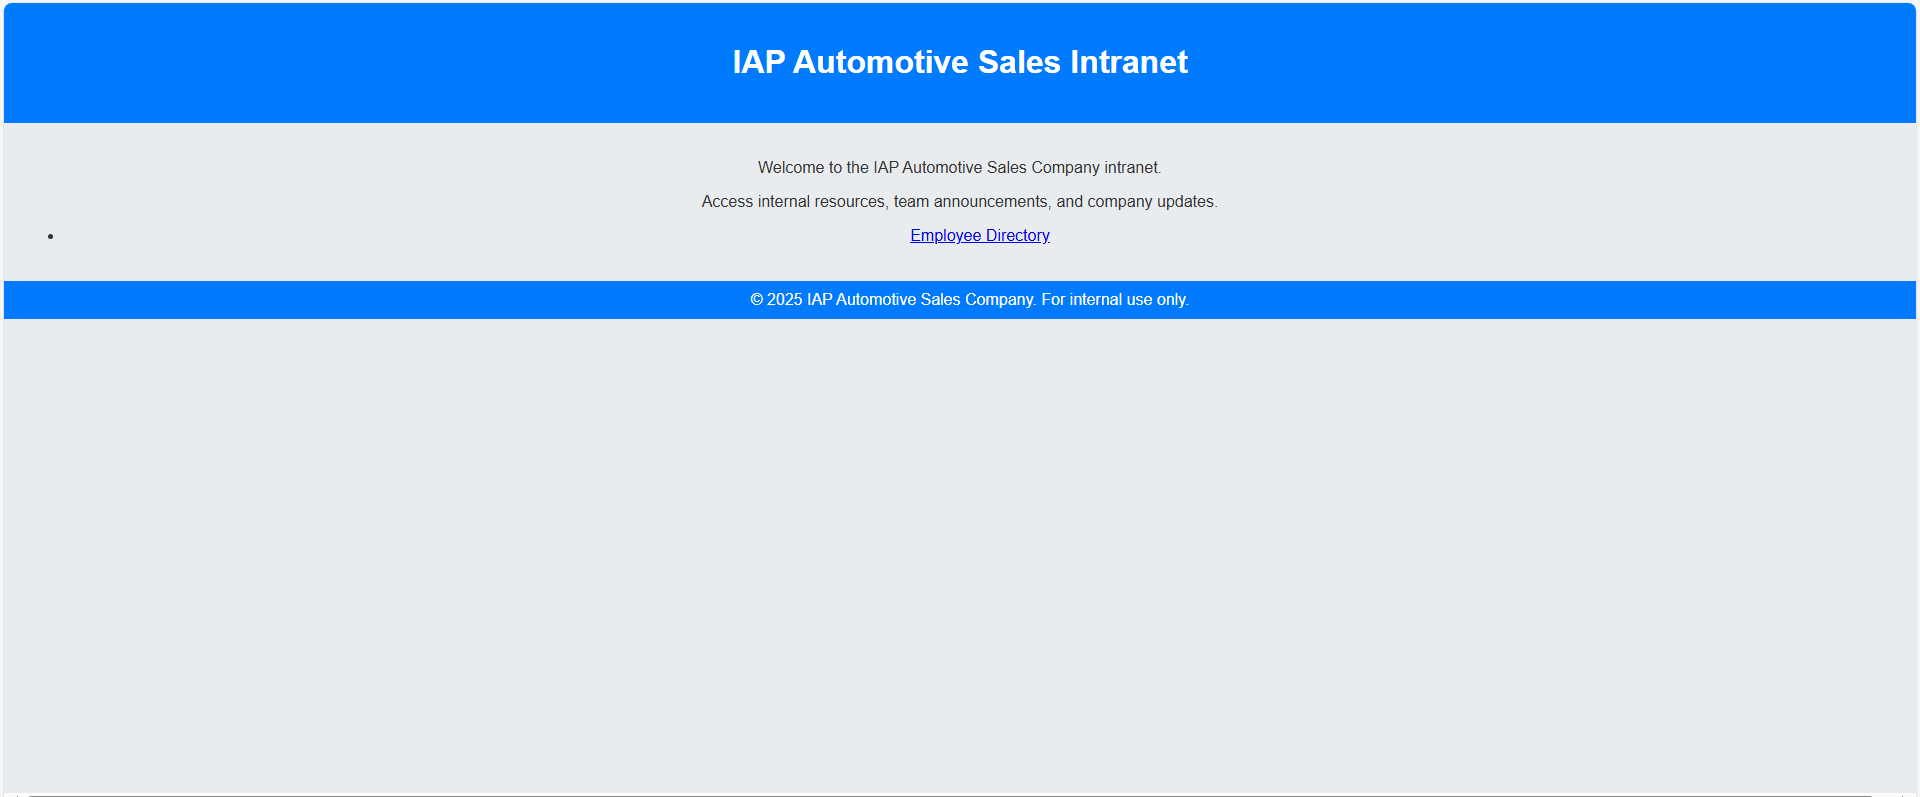 IAP Automotive Sales Intranet
Welcome to the IAP Automotive Sales Company intranet.
Access internal resources, team announcements, and company updates.
• Employee Directory
© 2025 IAP Automotive Sales Company. For internal use only.